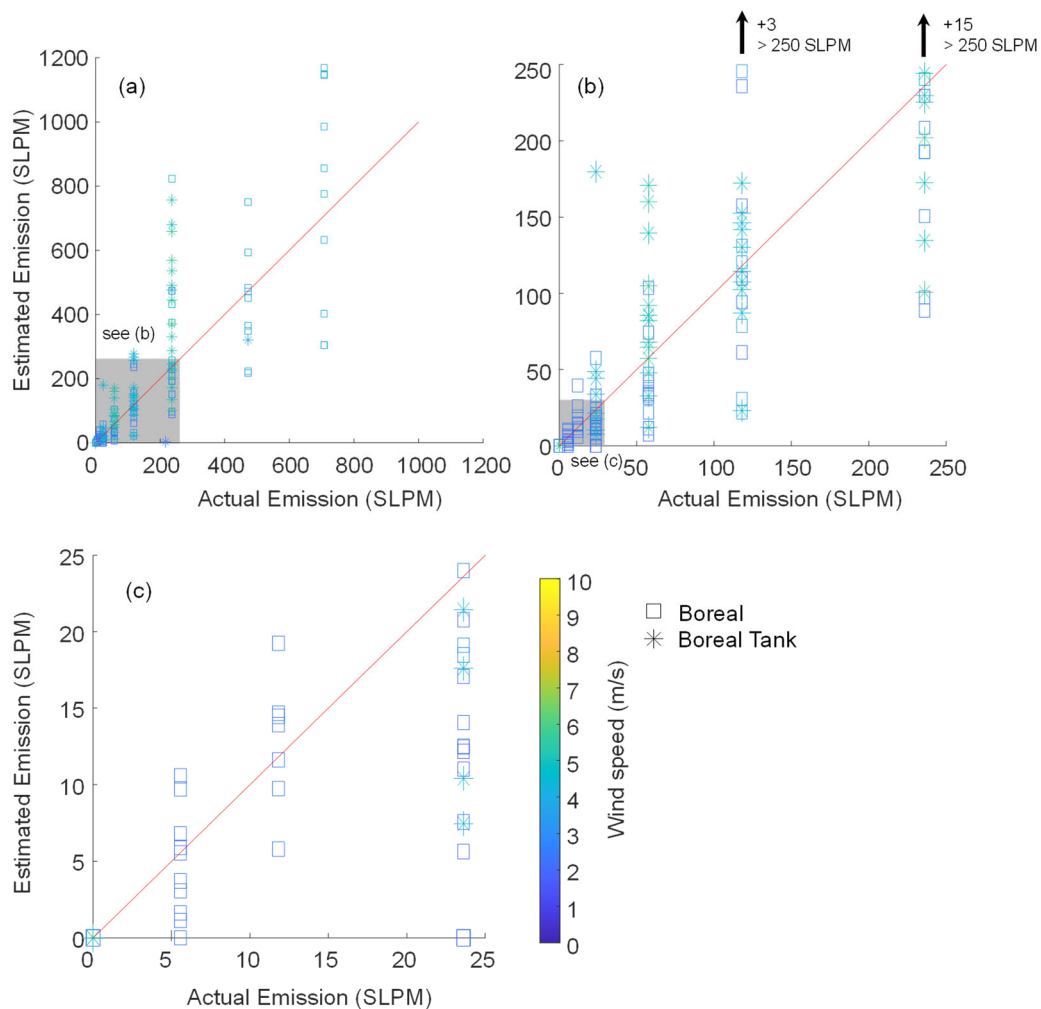 +3
> 250 SLPM
+15
> 250 SLPM
(a)
Estimated Emission (SLPM)
1200
1000
800
600
400
200
0
see (b)
0 200 400 600 800 1000 1200
Actual Emission (SLPM)
(b)
Estimated Emission (SLPM)
250
200
150
100
50
0
see (c)
0 50 100 150 200 250
Actual Emission (SLPM)
(c)
Estimated Emission (SLPM)
25
20
15
10
5
0
0 5 10 15 20 25
Actual Emission (SLPM)
10
9
8
7
6
5
4
3
2
1
0
Wind speed (m/s)
Boreal
Boreal Tank